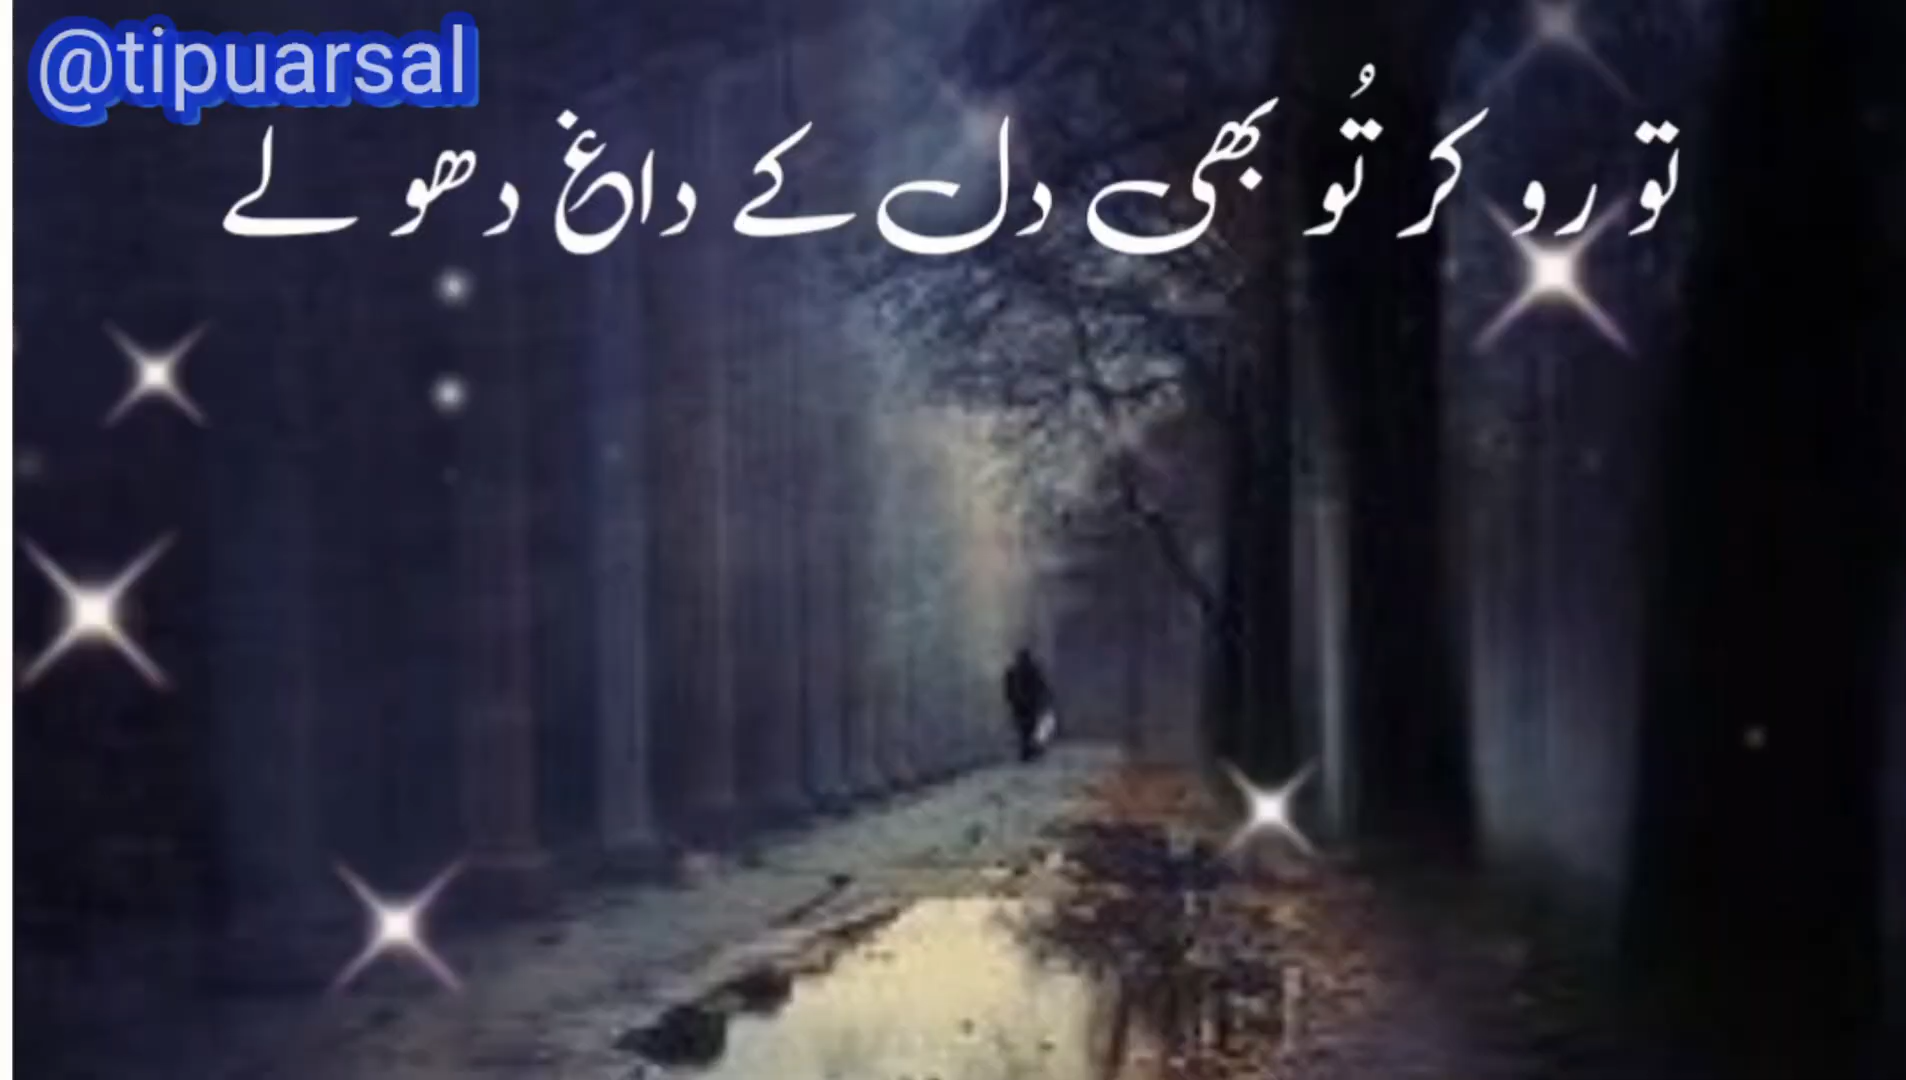 @tipuarsal
تو رو کر تُو بھی دل کے داغ دھو لے